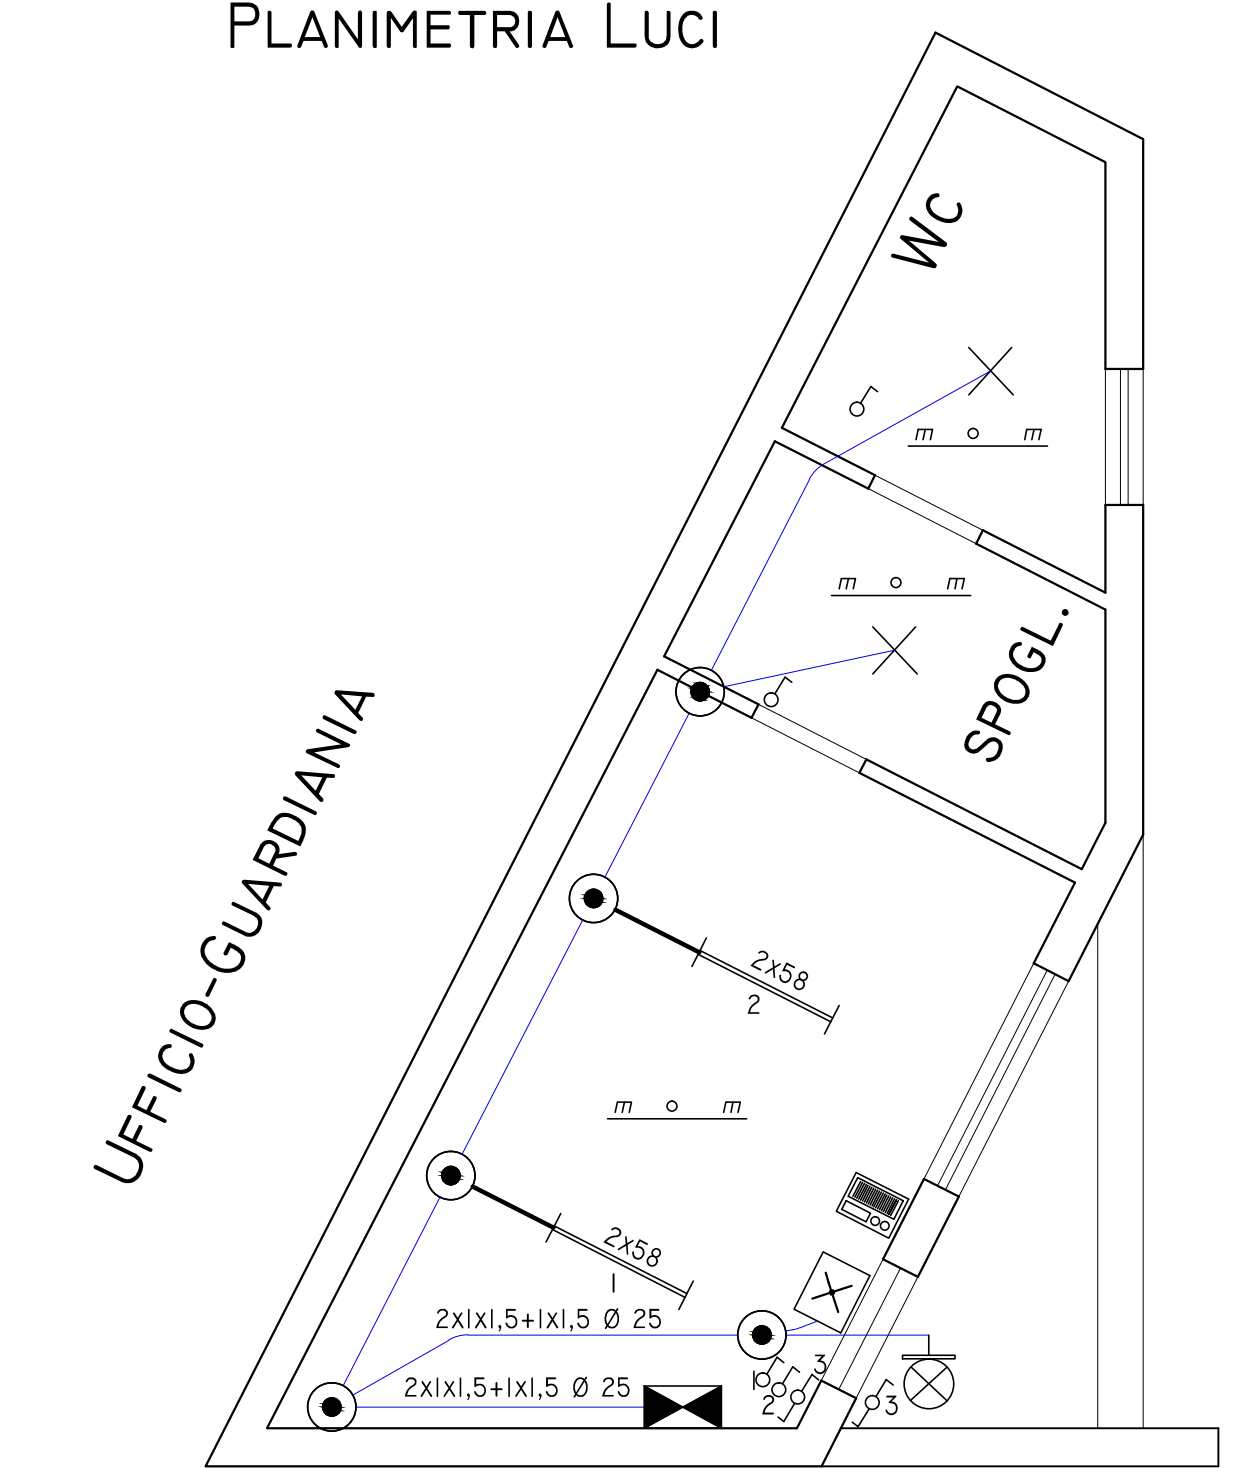 PLANIMETRIA LUCI
WC
m o m
m o m
SPOGL.
UFFICIO-GUARDIANIA
2x58
2
m o m
2x58
1
2x1x1,5+1x1,5 Ø 25
2x1x1,5+1x1,5 Ø 25
1
2
3
3